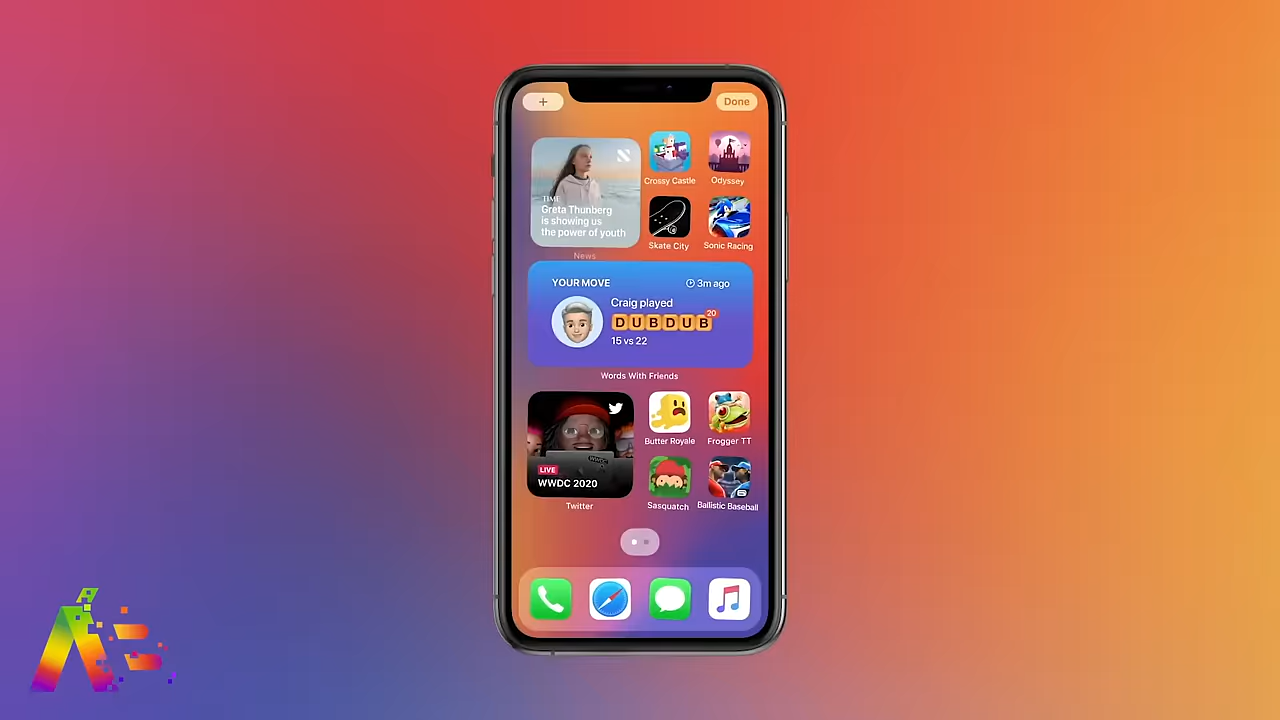 +
Done
TIME
Greta Thunberg
is showing us
the power of youth
News
Crossy Castle
Odyssey
Skate City
Sonic Racing
YOUR MOVE
3m ago
Craig played
DUBDUB
20
15 vs 22
Words With Friends
LIVE
WWDC 2020
Twitter
Butter Royale
Frogger TT
Sasquatch
Ballistic Baseball